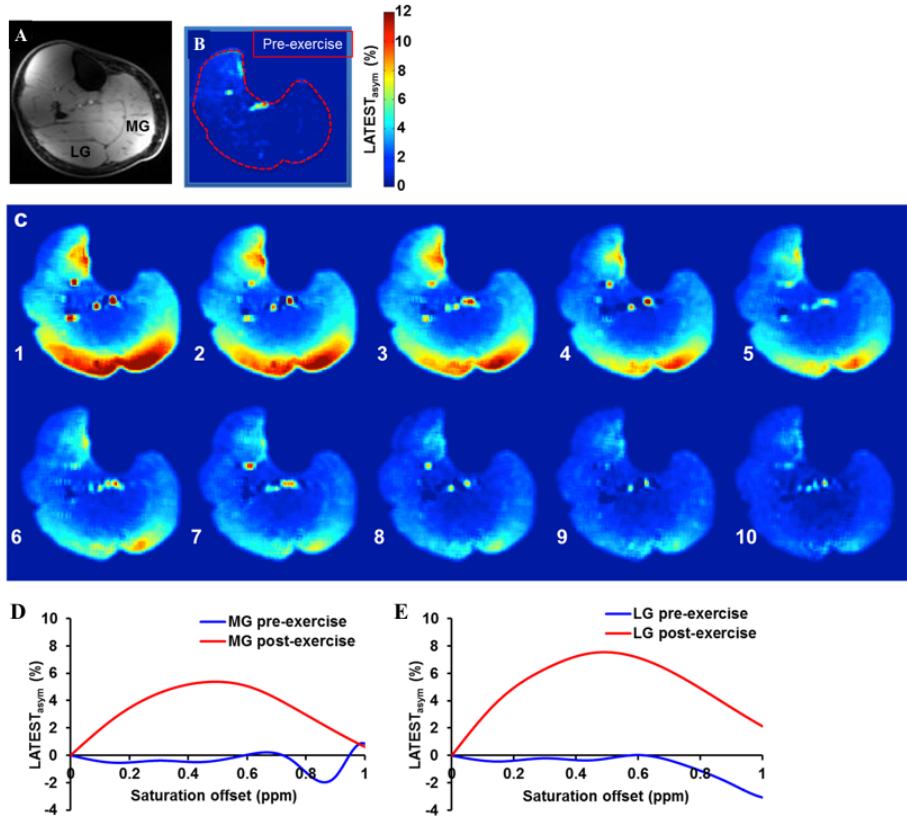 A
MG
LG
B
Pre-exercise
12
10
8
6
4
2
0
LATESTasym (%)
C
1
2
3
4
5
6
7
8
9
10
D
MG pre-exercise
MG post-exercise
10
8
6
4
2
0
-2
-4
LATESTasym (%)
0 0.2 0.4 0.6 0.8 1
Saturation offset (ppm)
E
LG pre-exercise
LG post-exercise
10
8
6
4
2
0
-2
-4
LATESTasym (%)
0 0.2 0.4 0.6 0.8 1
Saturation offset (ppm)